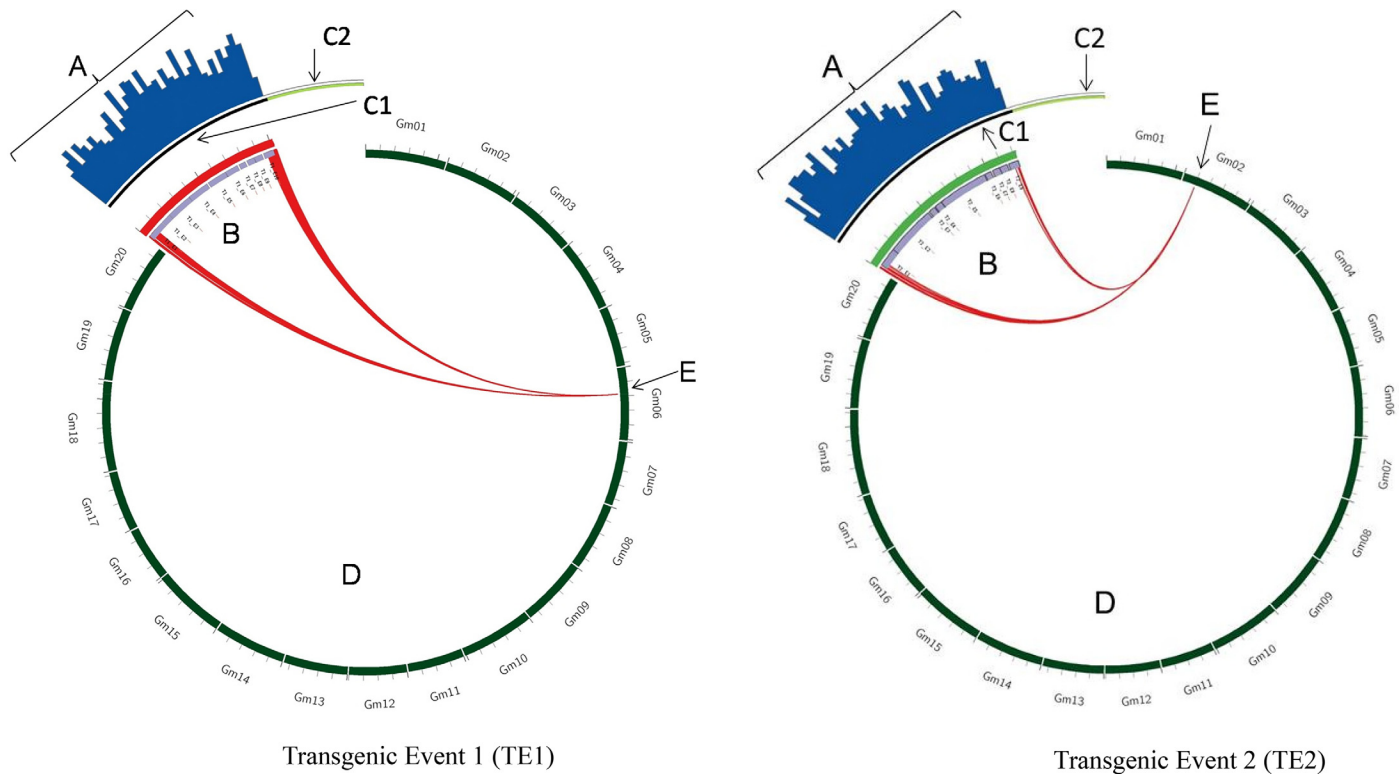 A
C2
C1
B
Gm01
Gm02
Gm03
Gm04
Gm05
E
Gm06
Gm07
Gm08
Gm09
Gm10
Gm11
Gm12
Gm13
Gm14
Gm15
Gm16
Gm17
Gm18
Gm19
Gm20
D
Transgenic Event 1 (TE1)
A
C2
C1
B
E
Gm01
Gm02
Gm03
Gm04
Gm05
Gm06
Gm07
Gm08
Gm09
Gm10
Gm11
Gm12
Gm13
Gm14
Gm15
Gm16
Gm17
Gm18
Gm19
Gm20
D
Transgenic Event 2 (TE2)